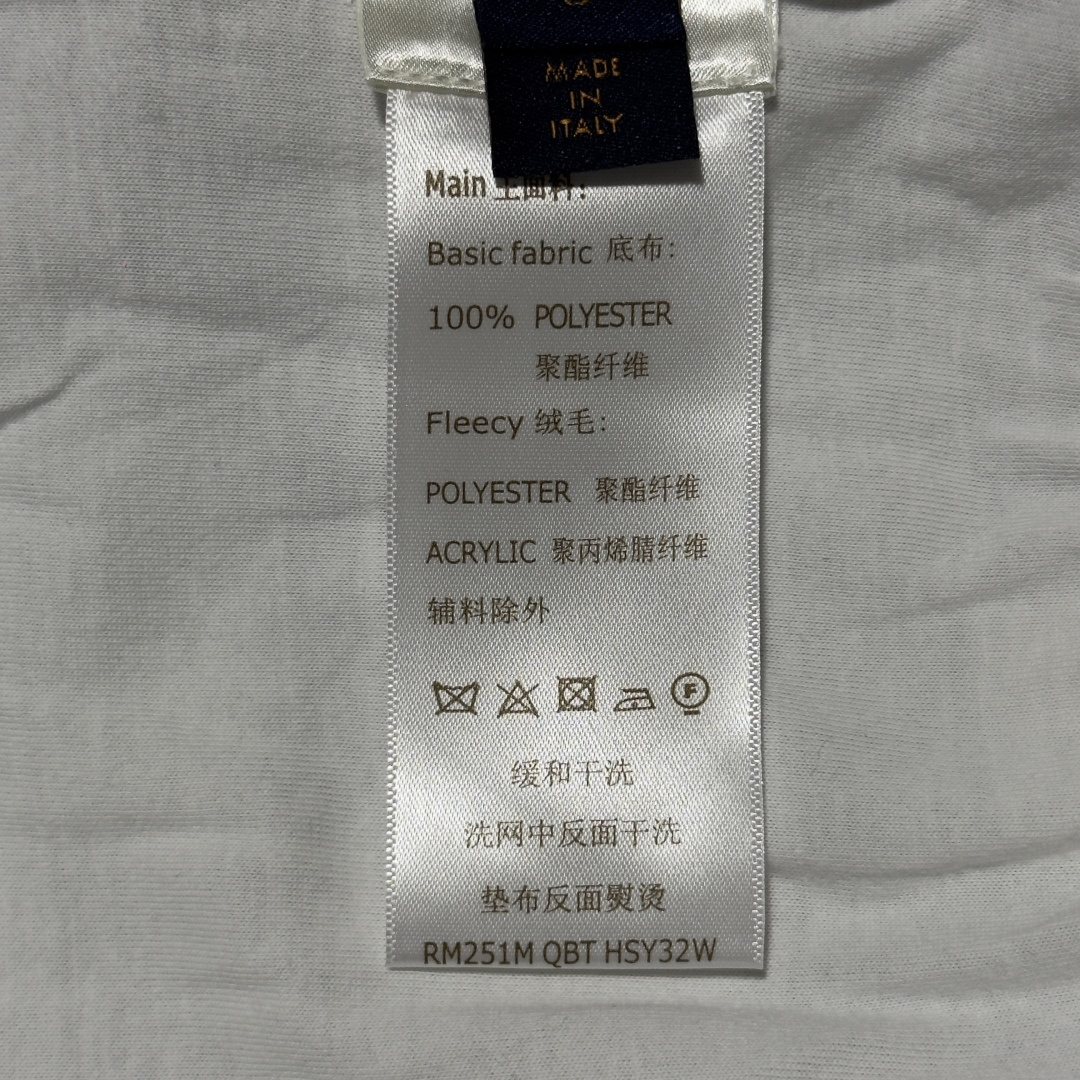 MADE
IN
ITALY
Main 主面料:
Basic fabric 底布:
100% POLYESTER
聚酯纤维
Fleecy 绒毛:
POLYESTER 聚酯纤维
ACRYLIC 聚丙烯腈纤维
辅料除外
F
缓和干洗
洗网中反面干洗
垫布反面熨烫
RM251M QBT HSY32W